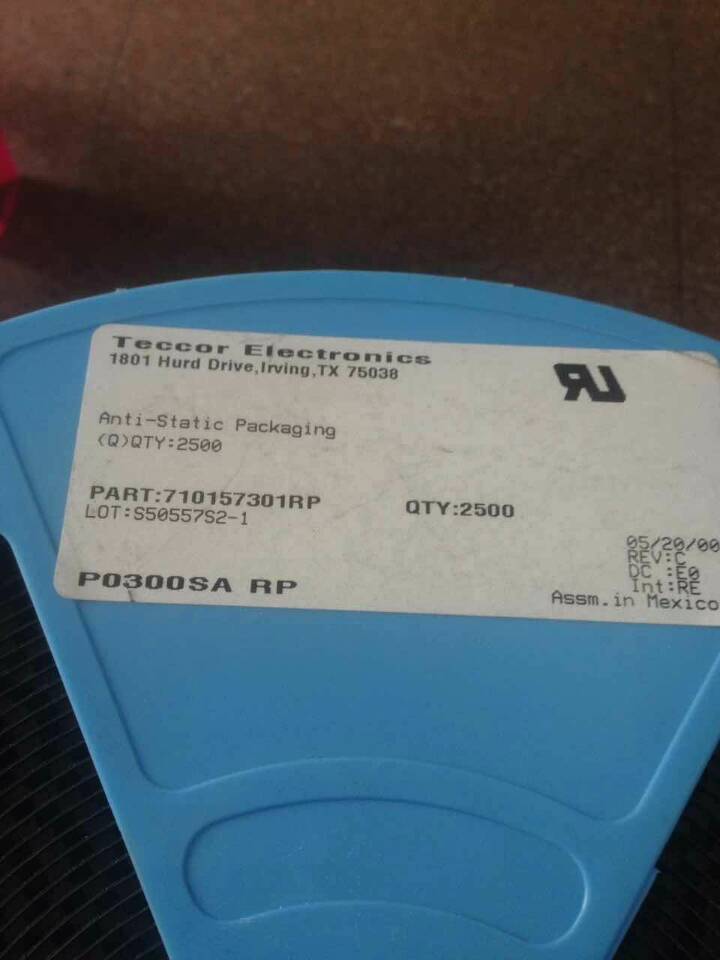 Teccor Electronics
1801 Hurd Drive,Irving,TX 75038
Anti-Static Packaging
(Q)QTY:2500
PART:710157301RP
QTY:2500
LOT:S50557S2-1
05/20/00
REV:C
DC :E0
Int:RE
P0300SA RP
Assm.in Mexico